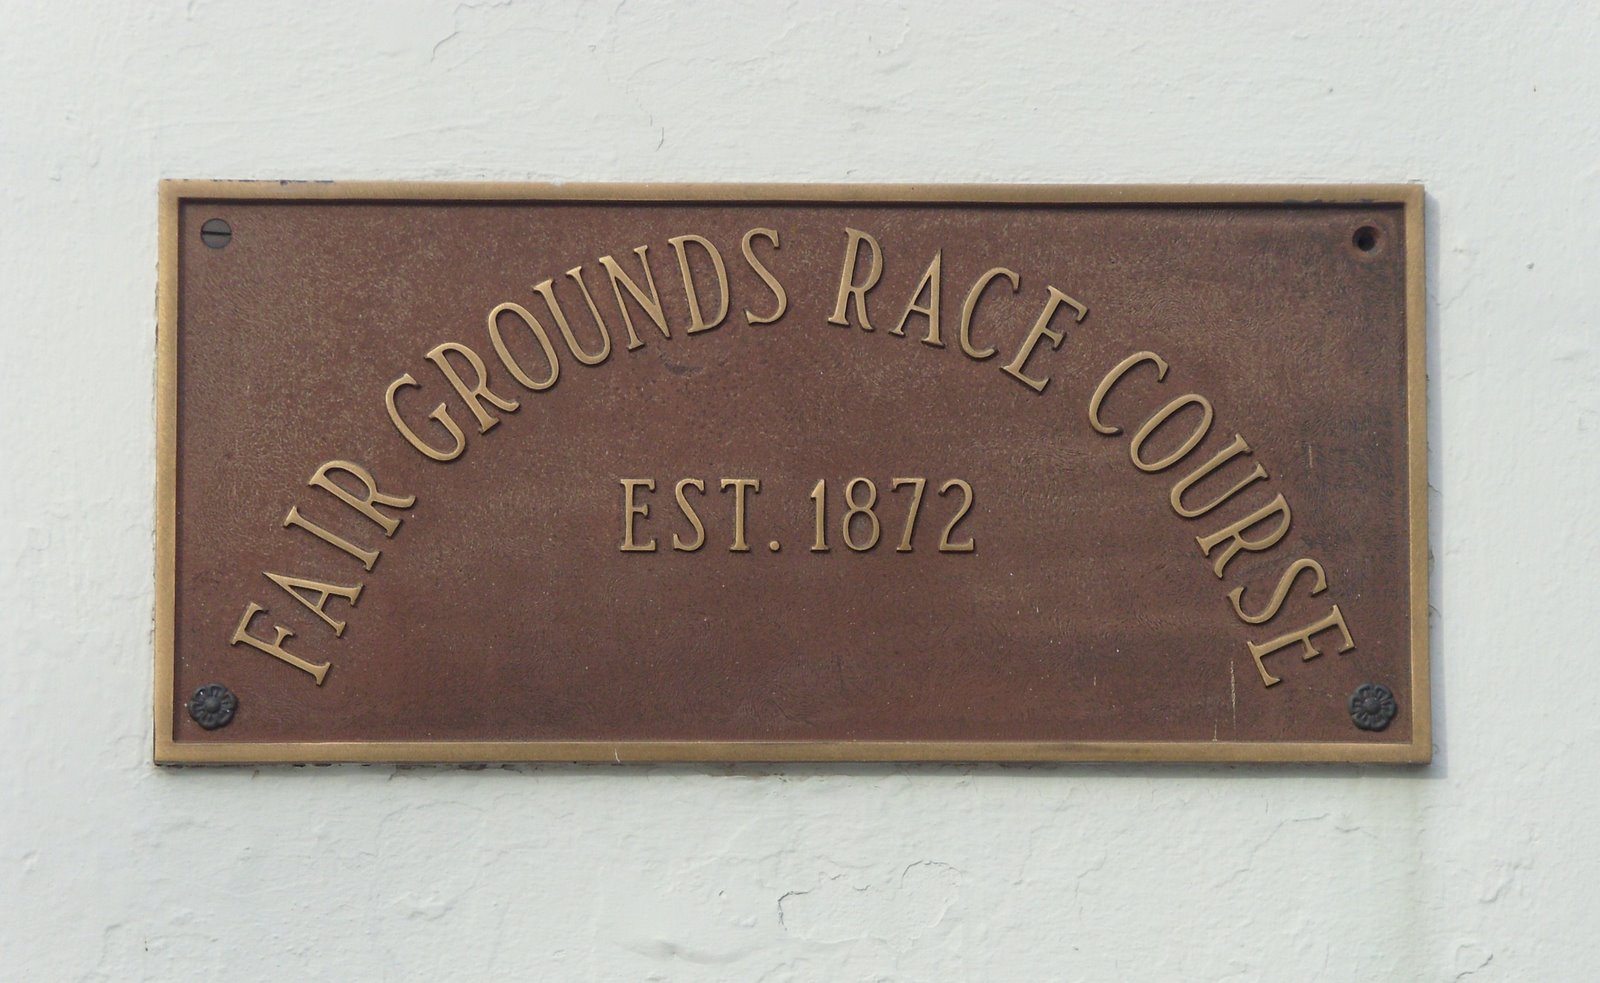 FAIR GROUNDS RACE COURSE
EST. 1872